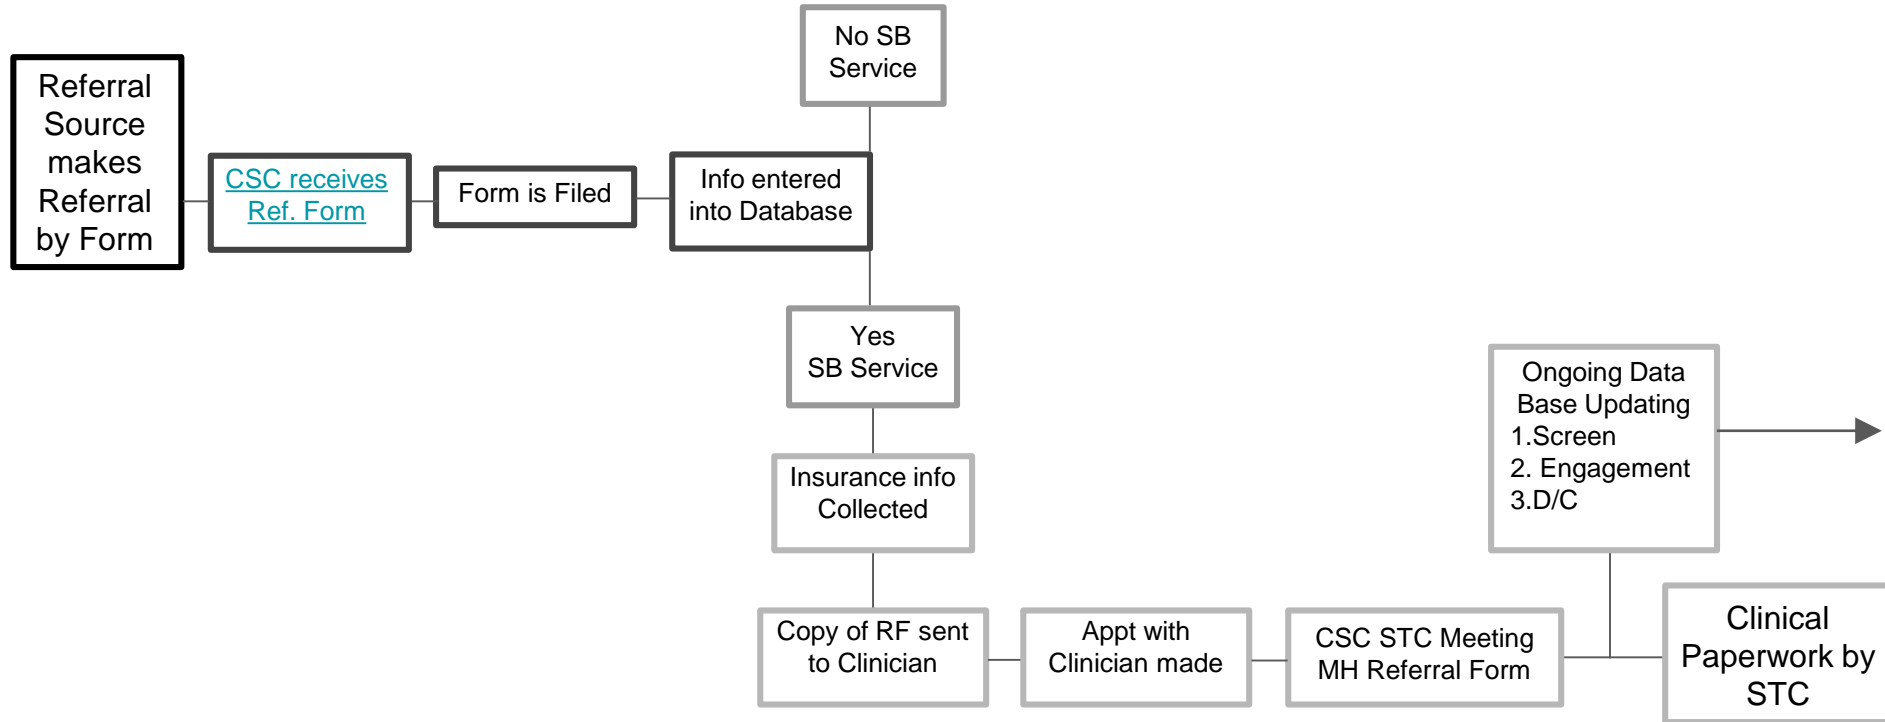 Referral
Source
makes
Referral
by Form
CSC receives
Ref. Form
Form is Filed
Info entered
into Database
No SB
Service
Yes
SB Service
Insurance info
Collected
Copy of RF sent
to Clinician
Appt with
Clinician made
CSC STC Meeting
MH Referral Form
Ongoing Data
Base Updating
1.Screen
2. Engagement
3.D/C
Clinical
Paperwork by
STC